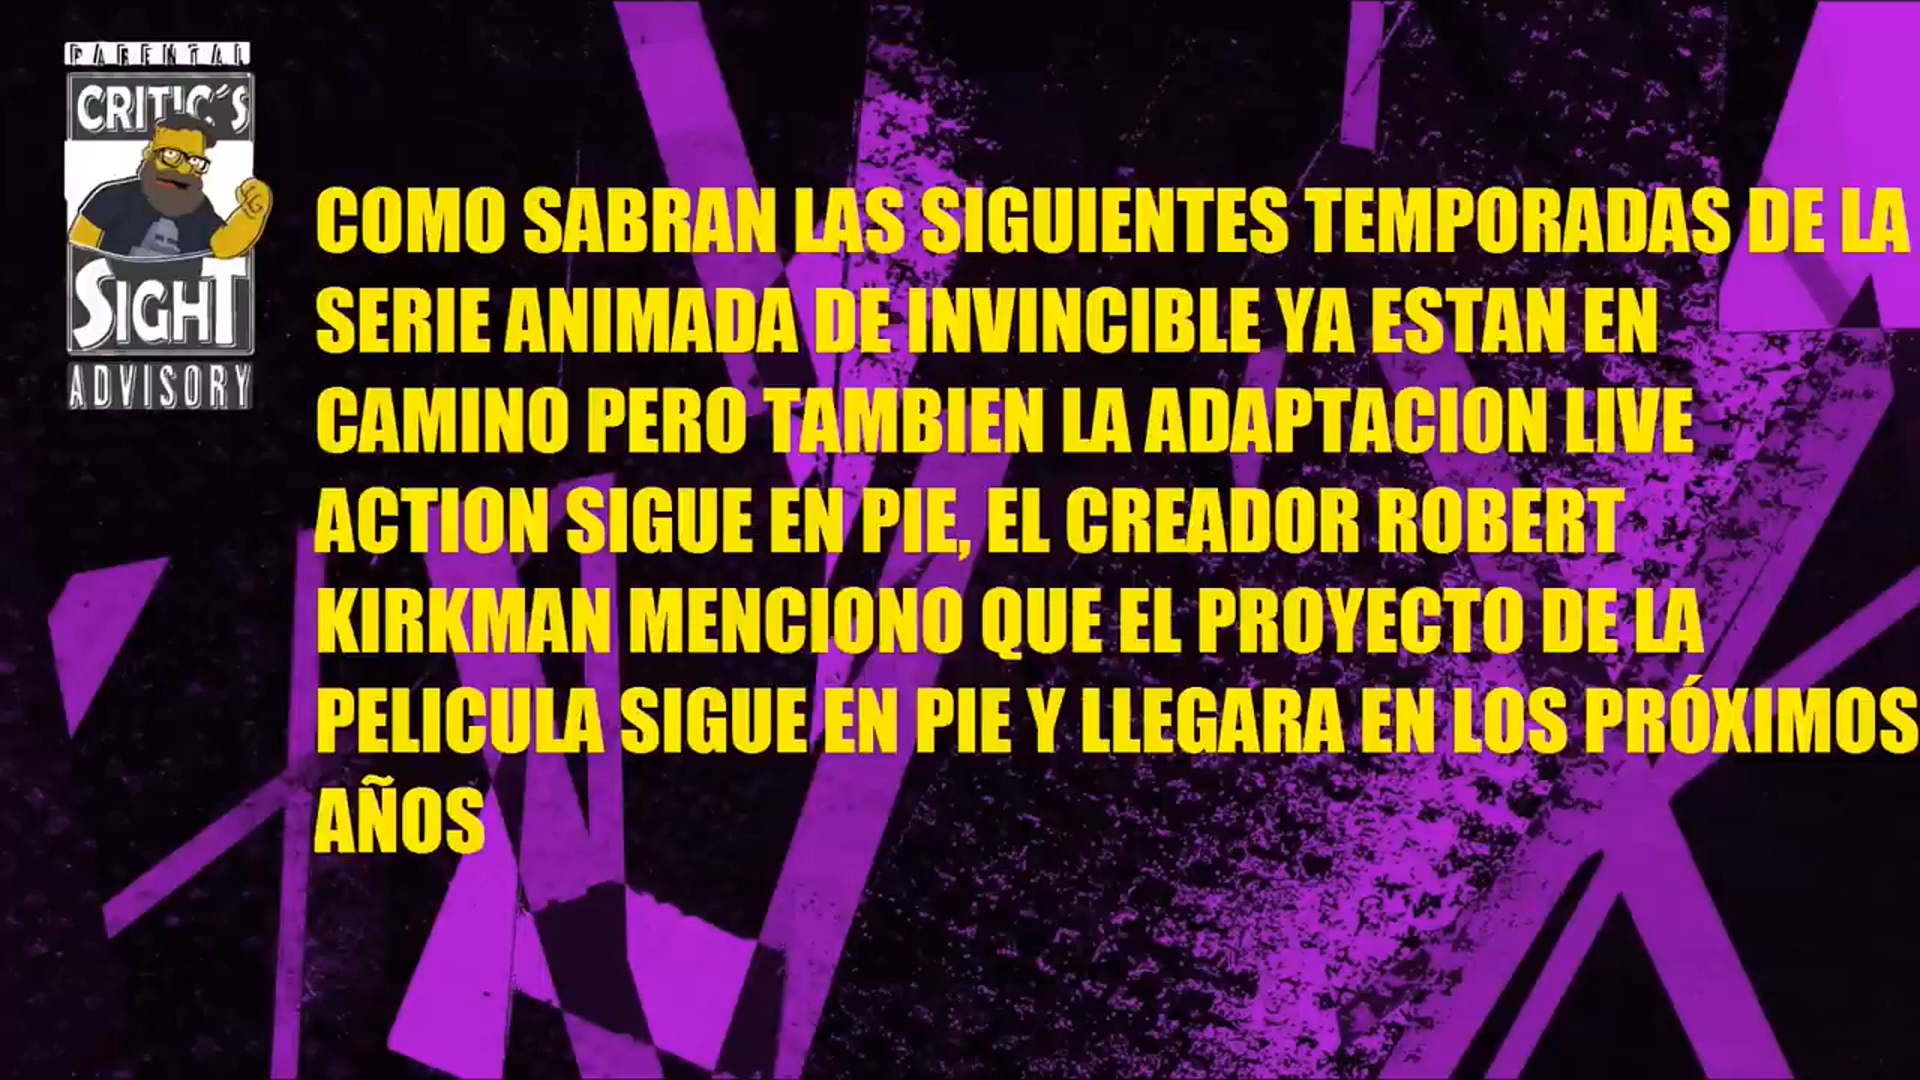 PARENTAL
CRITIC´S
SIGHT
ADVISORY
COMO SABRAN LAS SIGUIENTES TEMPORADAS DE LA
SERIE ANIMADA DE INVINCIBLE YA ESTAN EN
CAMINO PERO TAMBIEN LA ADAPTACION LIVE
ACTION SIGUE EN PIE, EL CREADOR ROBERT
KIRKMAN MENCIONO QUE EL PROYECTO DE LA
PELICULA SIGUE EN PIE Y LLEGARA EN LOS PRÓXIMOS
AÑOS